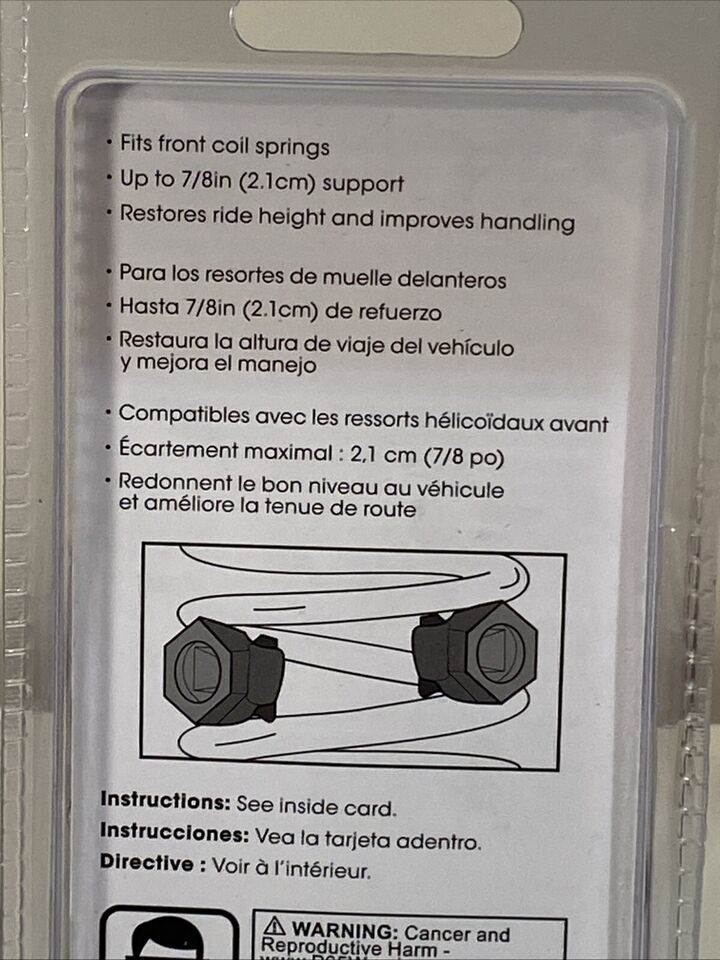 • Fits front coil springs
• Up to 7/8in (2.1cm) support
• Restores ride height and improves handling
• Para los resortes de muelle delanteros
• Hasta 7/8in (2.1cm) de refuerzo
• Restaura la altura de viaje del vehículo
y mejora el manejo
• Compatibles avec les ressorts hélicoïdaux avant
• Écartement maximal : 2,1 cm (7/8 po)
• Redonnent le bon niveau au véhicule
et améliore la tenue de route
Instructions: See inside card.
Instrucciones: Vea la tarjeta adentro.
Directive : Voir à l'intérieur.
⚠ WARNING: Cancer and
Reproductive Harm -